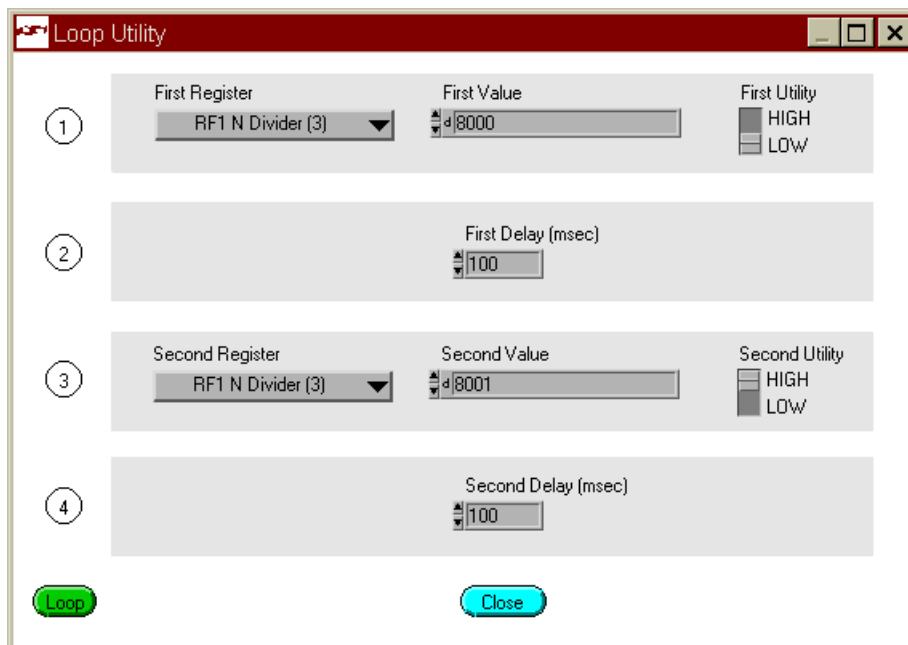 Loop Utility
First Register First Value First Utility
1 RF1 N Divider (3) d 8000 HIGH
LOW
First Delay (msec)
2 100
Second Register Second Value Second Utility
3 RF1 N Divider (3) d 8001 HIGH
LOW
Second Delay (msec)
4 100
Loop Close